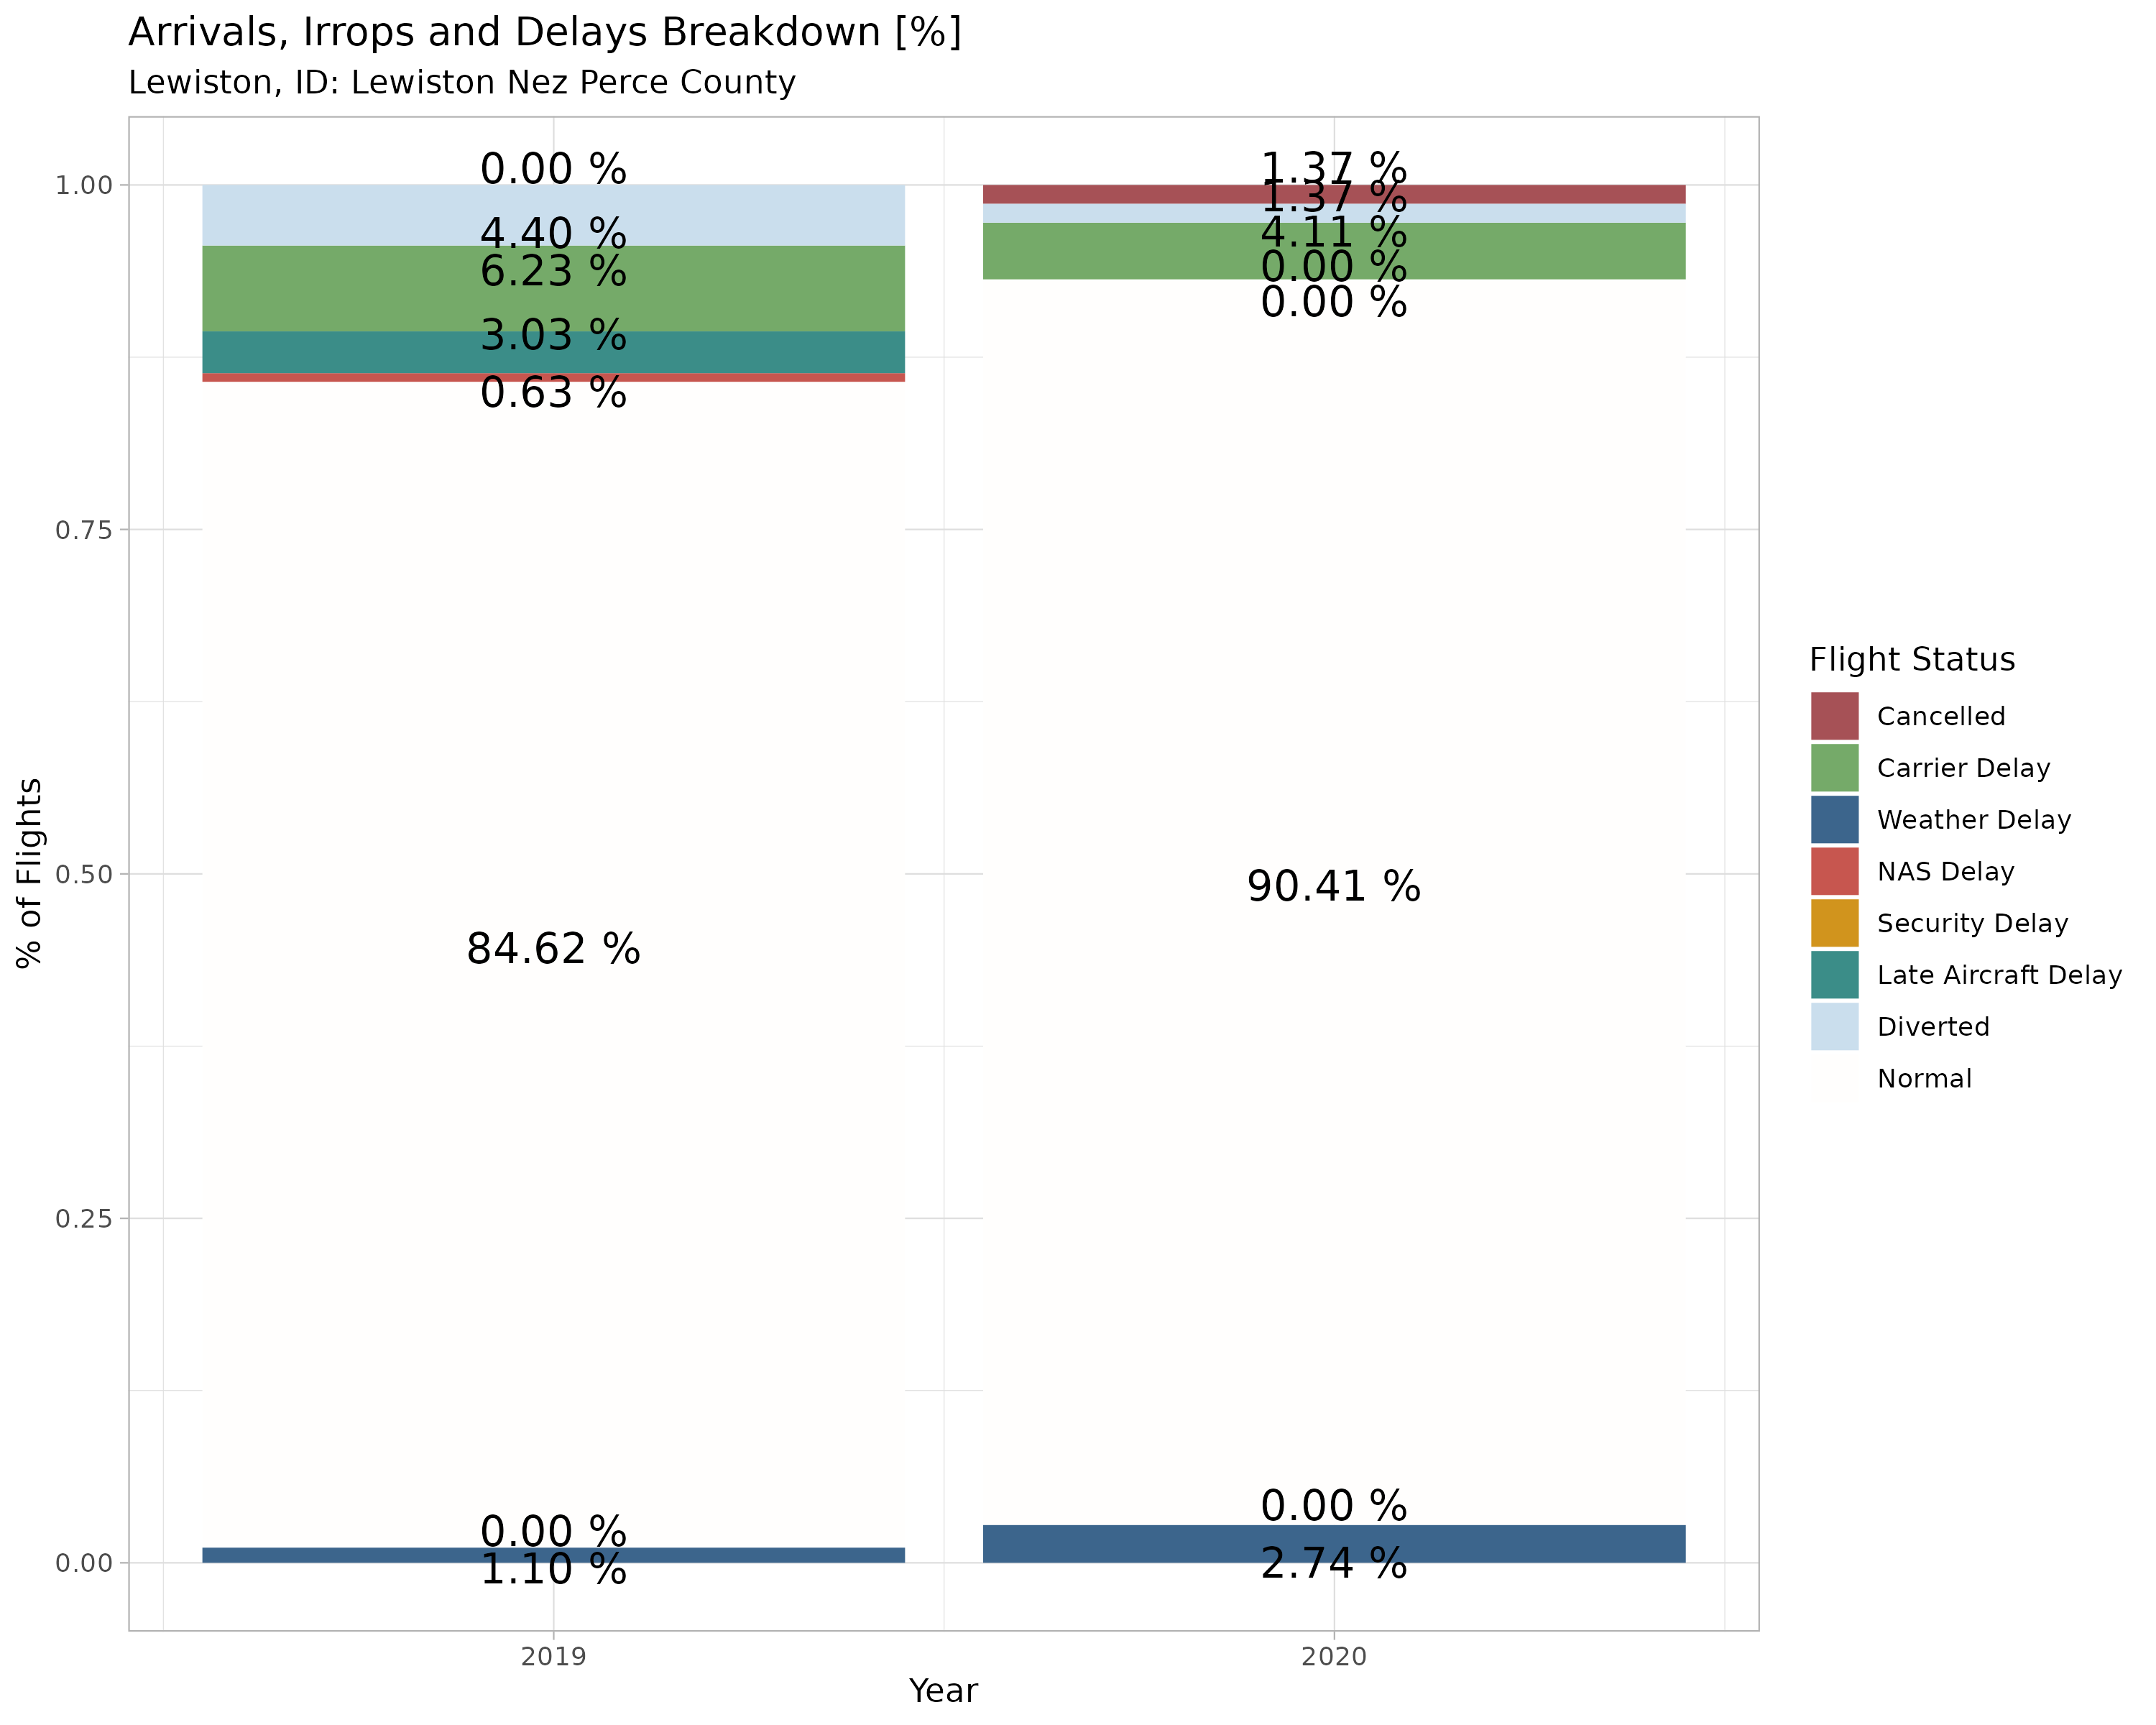 Arrivals, Irrops and Delays Breakdown [%]
Lewiston, ID: Lewiston Nez Perce County
% of Flights
1.00
0.75
0.50
0.25
0.00
0.00 %
4.40 %
6.23 %
3.03 %
0.63 %
84.62 %
0.00 %
1.10 %
1.37 %
1.37 %
4.11 %
0.00 %
0.00 %
90.41 %
0.00 %
2.74 %
2019
2020
Year
Flight Status
Cancelled
Carrier Delay
Weather Delay
NAS Delay
Security Delay
Late Aircraft Delay
Diverted
Normal